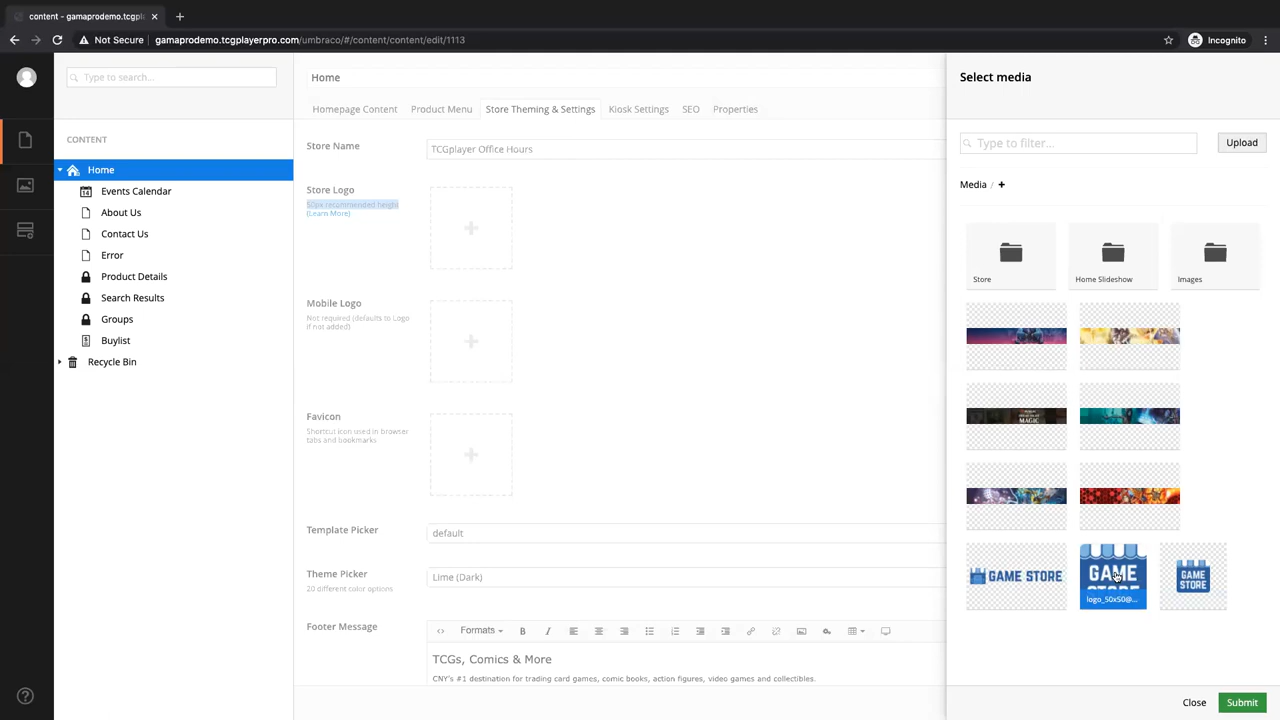 content - gamaprodemo.tcgpla
Not Secure
gamaprodemo.tcgplayerpro.com/umbraco/#/content/content/edit/1113
Incognito
Type to search...
CONTENT
Home
Events Calendar
About Us
Contact Us
Error
Product Details
Search Results
Groups
Buylist
Recycle Bin
Home
Homepage Content
Product Menu
Store Theming & Settings
Kiosk Settings
SEO
Properties
Store Name
TCGplayer Office Hours
Store Logo
50px recommended height
(Learn More)
Mobile Logo
Not required (defaults to Logo
if not added)
Favicon
Shortcut icon used in browser
tabs and bookmarks
Template Picker
default
Theme Picker
20 different color options
Lime (Dark)
Footer Message
Formats
TCGs, Comics & More
CNY's #1 destination for trading card games, comic books, action figures, video games and collectibles.
Select media
Type to filter...
Upload
Media / +
Store
Home Slideshow
Images
MAGIC
GAME STORE
GAME
STORE
logo_50x50@...
GAME
STORE
Close
Submit